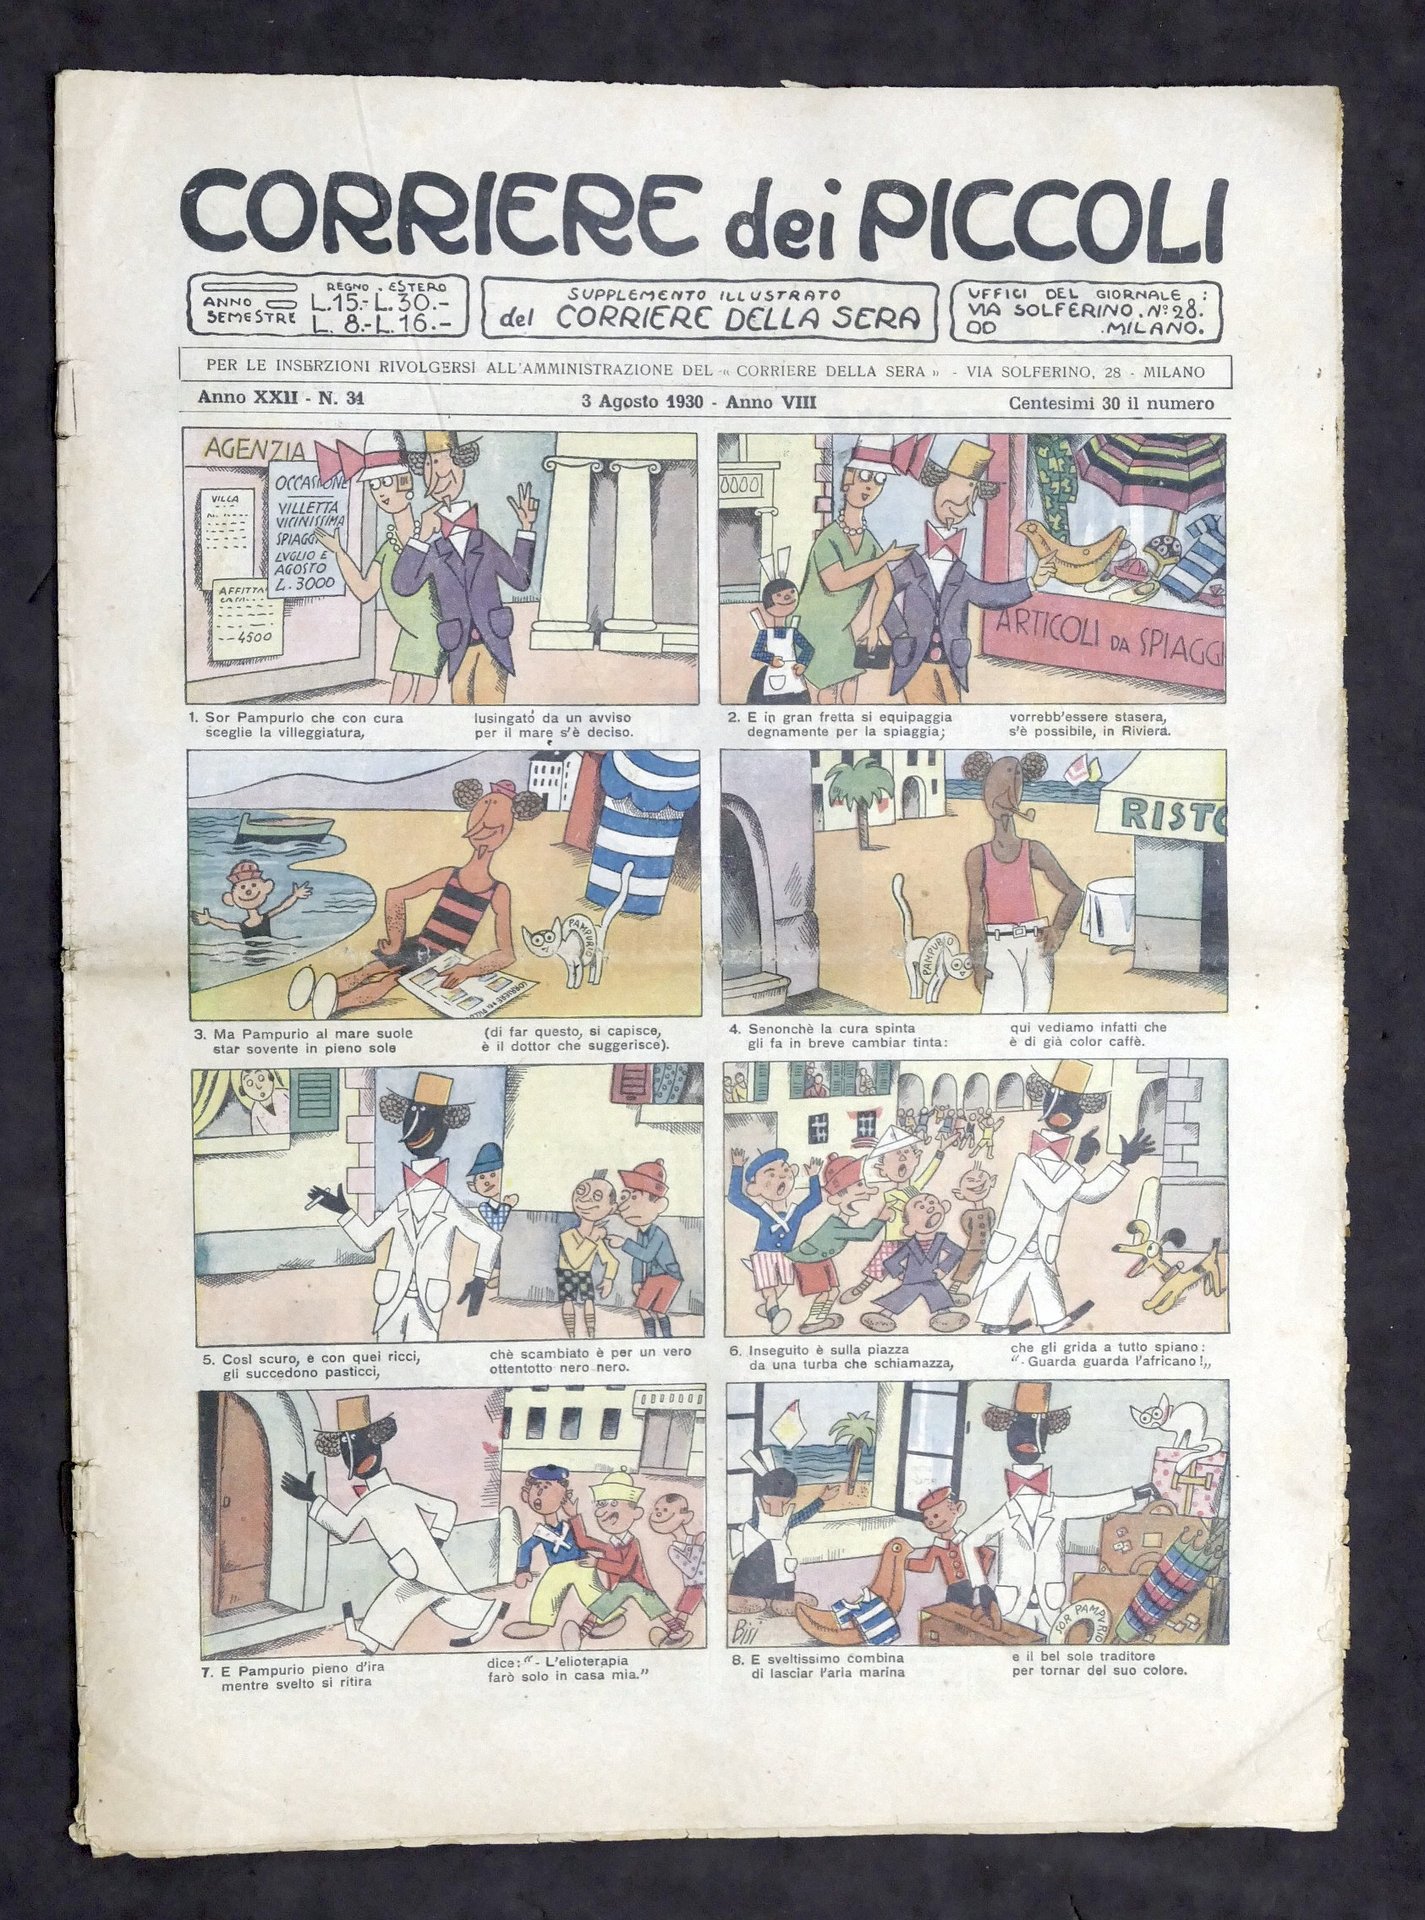 CORRIERE dei PICCOLI
ANNO
SEMESTRE
REGNO . ESTERO
L.15.- L.30.-
L. 8.- L.16.-
SUPPLEMENTO ILLUSTRATO
del CORRIERE DELLA SERA
UFFICI DEL GIORNALE :
VIA SOLFERINO . Nº 28.
MILANO.
PER LE INSERZIONI RIVOLGERSI ALL'AMMINISTRAZIONE DEL « CORRIERE DELLA SERA » - VIA SOLFERINO, 28 - MILANO
Anno XXII - N. 31
3 Agosto 1930 - Anno VIII
Centesimi 30 il numero
AGENZIA
VILLA
OCCASIONE
VILLETTA
VICINISSIMA
SPIAGG
LUGLIO E
AGOSTO
L. 3000
AFFITTA
CASA
4500
ARTICOLI DA SPIAGG
1. Sor Pampurio che con cura
sceglie la villeggiatura,
lusingato da un avviso
per il mare s'è deciso.
2. E in gran fretta si equipaggia
degnamente per la spiaggia;
vorrebb'essere stasera,
s'è possibile, in Riviera.
PAMPURIO
CORRIERE DEI PICCO
PAMPURIO
RISTO
3. Ma Pampurio al mare suole
star sovente in pieno sole
(di far questo, si capisce,
è il dottor che suggerisce).
4. Senonchè la cura spinta
gli fa in breve cambiar tinta:
qui vediamo infatti che
è di già color caffè.
5. Così scuro, e con quei ricci,
gli succedono pasticci,
chè scambiato è per un vero
ottentotto nero nero.
6. Inseguito è sulla piazza
da una turba che schiamazza,
che gli grida a tutto spiano:
“- Guarda guarda l'africano!„
SOR PAMPURIO
Bisi
7. E Pampurio pieno d'ira
mentre svelto si ritira
dice: “- L'elioterapia
farò solo in casa mia.”
8. E sveltissimo combina
di lasciar l'aria marina
e il bel sole traditore
per tornar del suo colore.